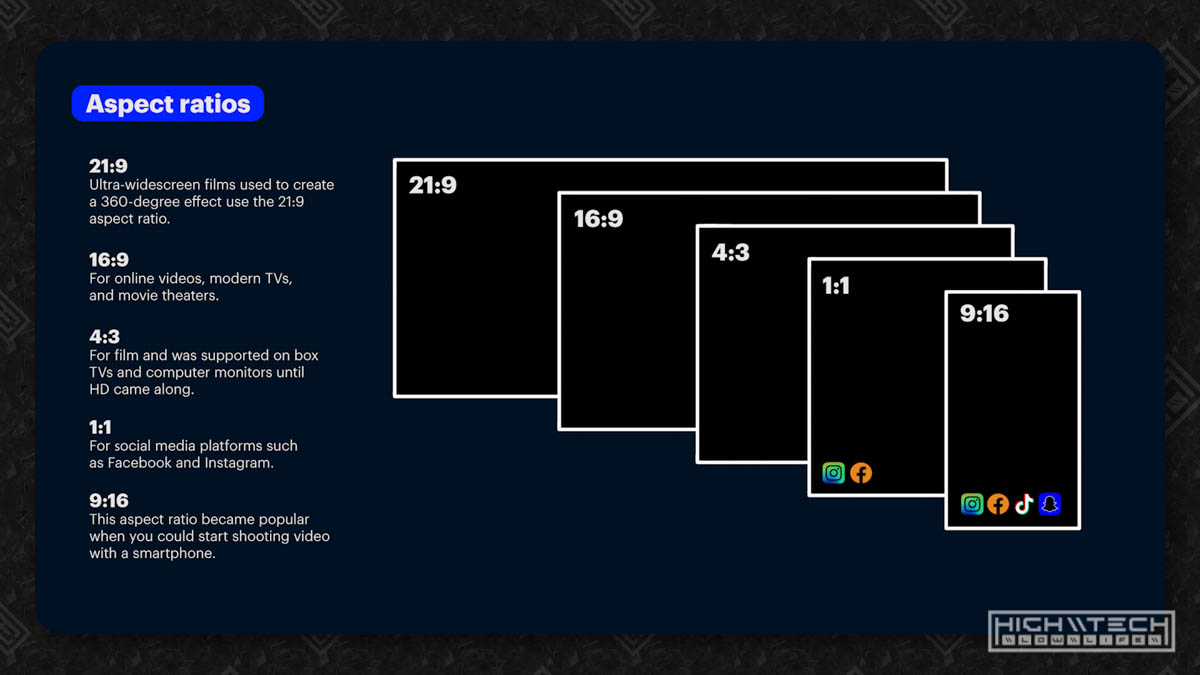 Aspect ratios
21:9
Ultra-widescreen films used to create
a 360-degree effect use the 21:9
aspect ratio.
16:9
For online videos, modern TVs,
and movie theaters.
4:3
For film and was supported on box
TVs and computer monitors until
HD came along.
1:1
For social media platforms such
as Facebook and Instagram.
9:16
This aspect ratio became popular
when you could start shooting video
with a smartphone.
21:9
16:9
4:3
1:1
9:16
HIGH\\TECH
LOW LIFE